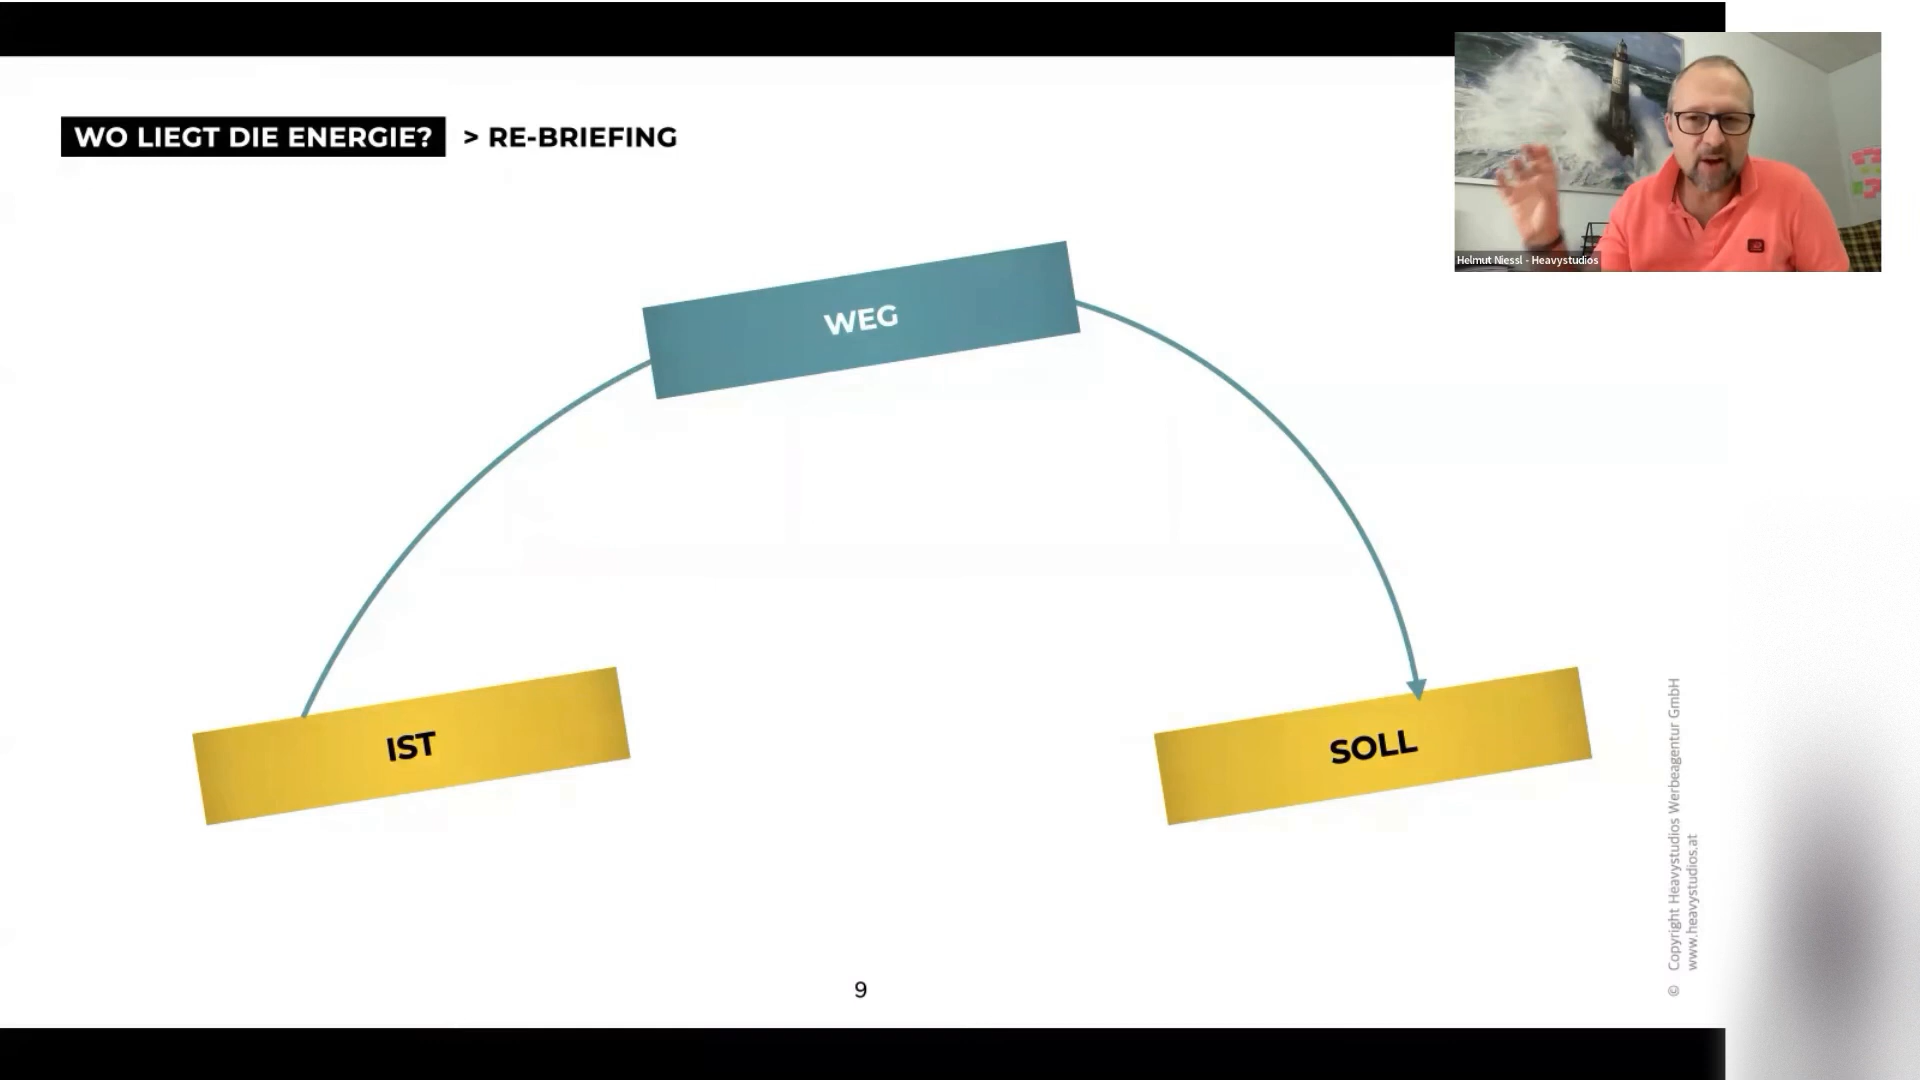 WO LIEGT DIE ENERGIE? > RE-BRIEFING
Helmut Niessl - Heavystudios
WEG
IST
SOLL
© Copyright Heavystudios Werbeagentur GmbH
www.heavystudios.at
9